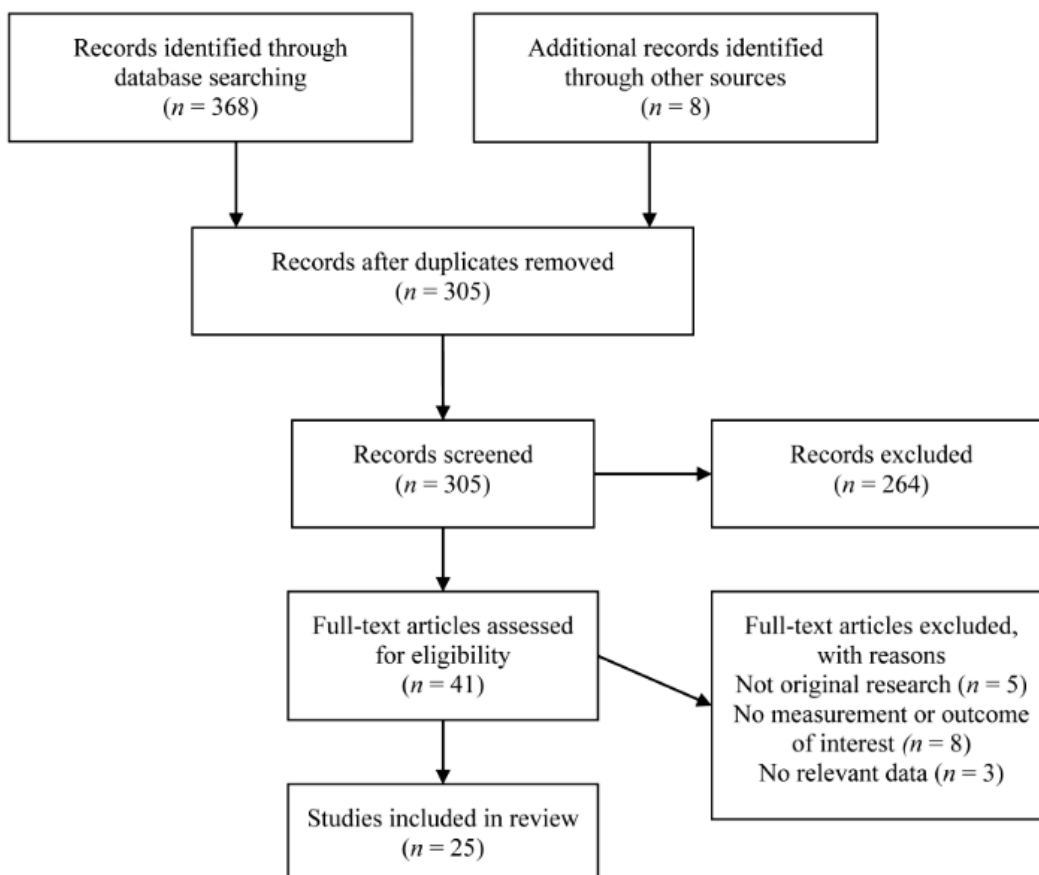 Records identified through
database searching
(n = 368)
Additional records identified
through other sources
(n = 8)
Records after duplicates removed
(n = 305)
Records screened
(n = 305)
Records excluded
(n = 264)
Full-text articles assessed
for eligibility
(n = 41)
Full-text articles excluded,
with reasons
Not original research (n = 5)
No measurement or outcome
of interest (n = 8)
No relevant data (n = 3)
Studies included in review
(n = 25)